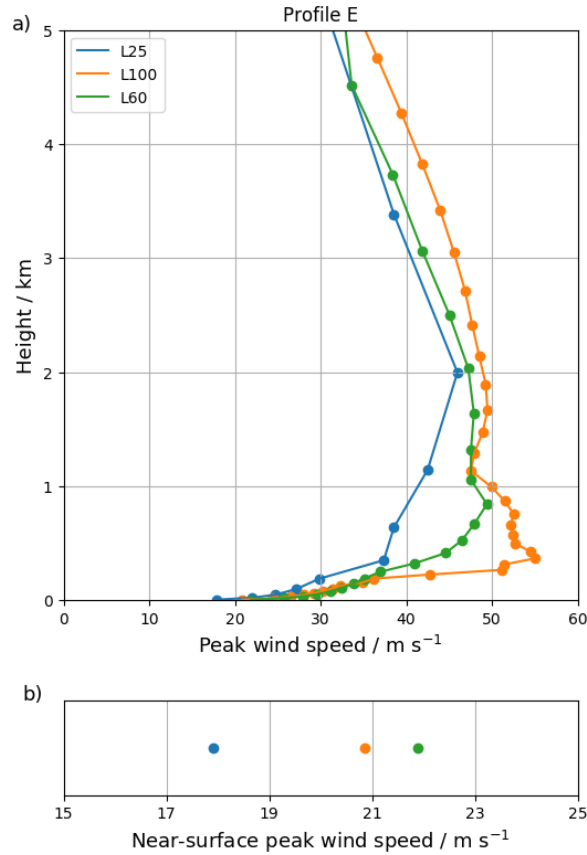 a)
Profile E
5
L25
L100
L60
4
3
2
1
0
Height / km
0 10 20 30 40 50 60
Peak wind speed / m s⁻¹
b)
15 17 19 21 23 25
Near-surface peak wind speed / m s⁻¹